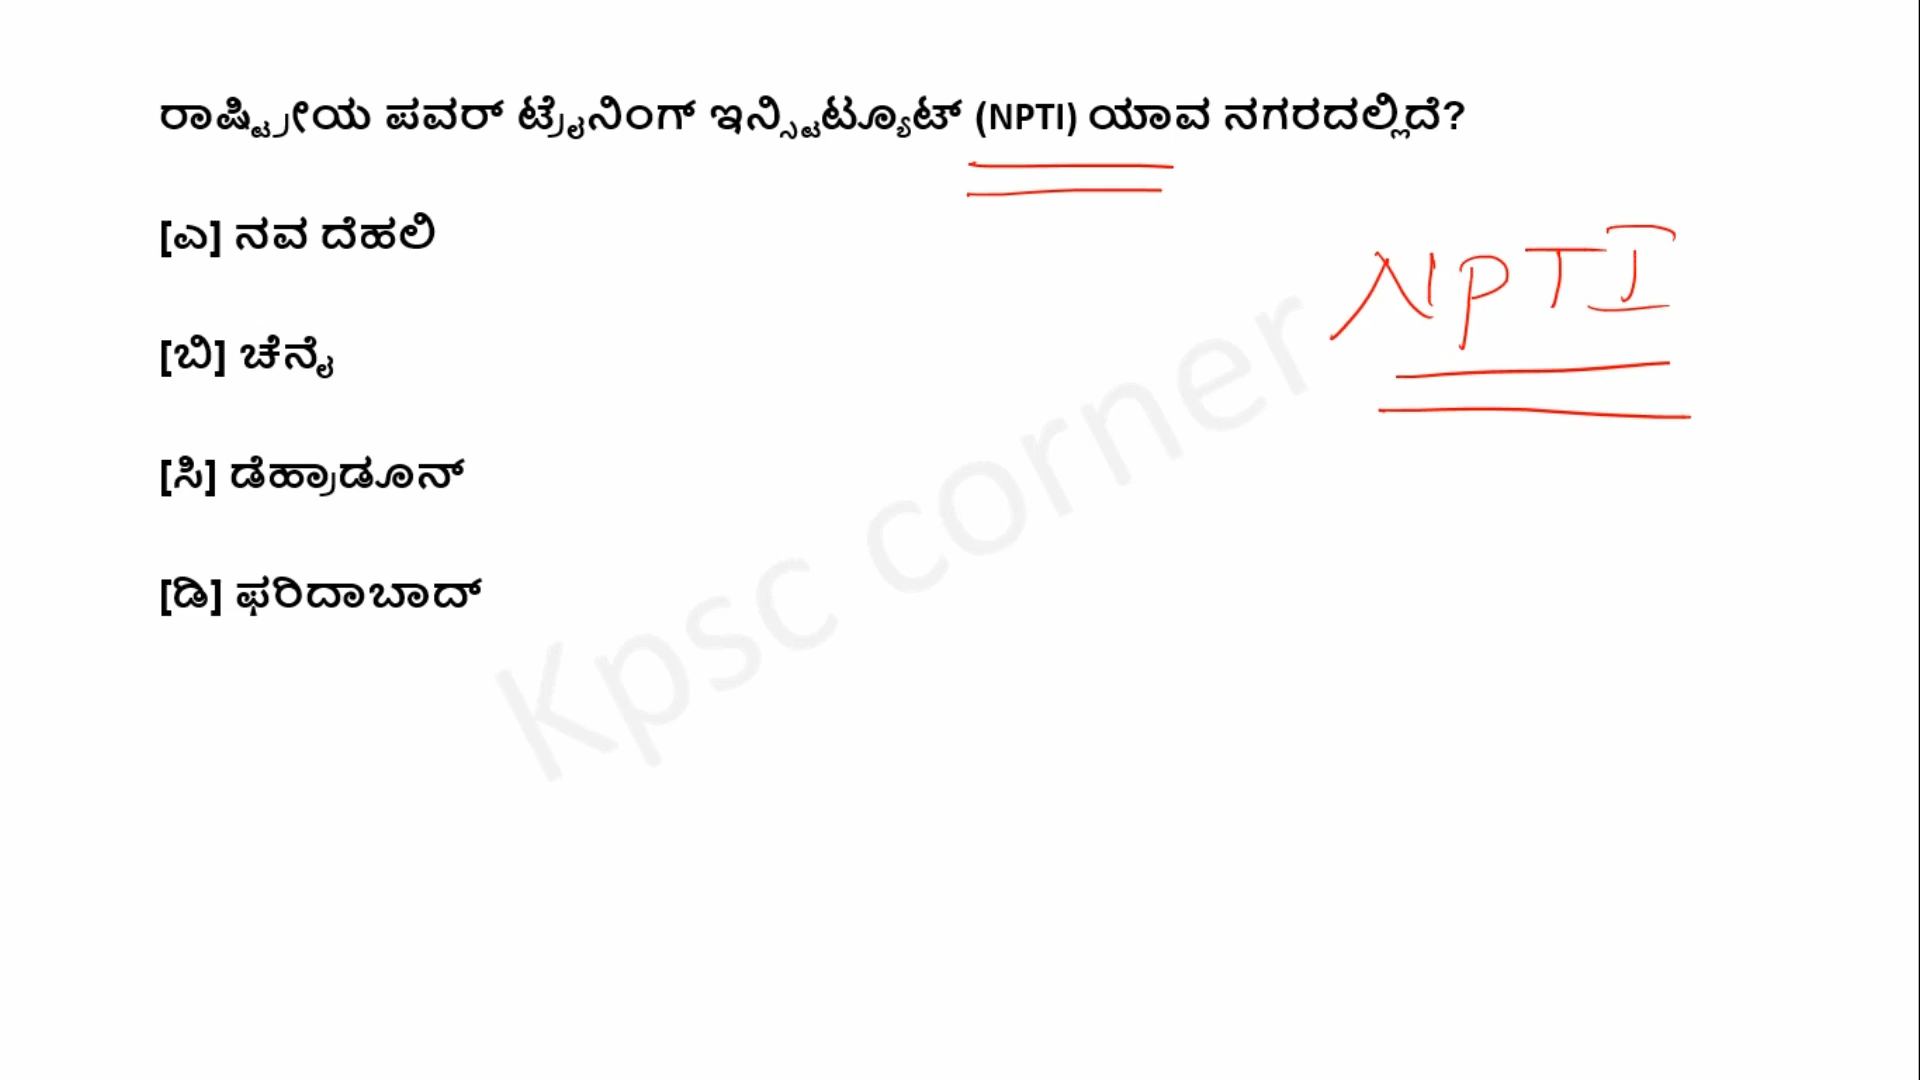 ರಾಷ್ಟ್ರೀಯ ಪವರ್ ಟ್ರೈನಿಂಗ್ ಇನ್ಸ್ಟಿಟ್ಯೂಟ್ (NPTI) ಯಾವ ನಗರದಲ್ಲಿದೆ?
[ಎ] ನವ ದೆಹಲಿ
NPTI
[ಬಿ] ಚೆನೈ
[ಸಿ] ಡೆಹ್ರಾಡೂನ್
[ಡಿ] ಫರಿದಾಬಾದ್
Kpsc corner